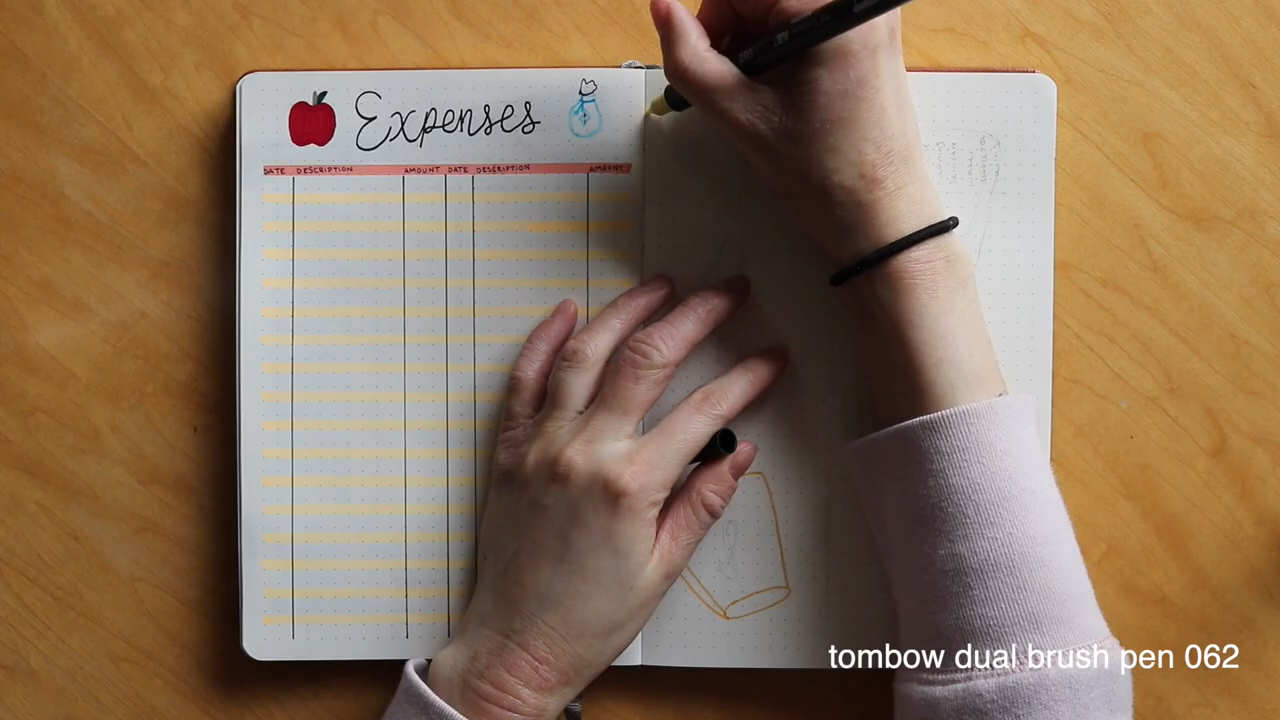 Expenses
DATE DESCRIPTION AMOUNT DATE DESCRIPTION AMOUNT
tombow dual brush pen 062